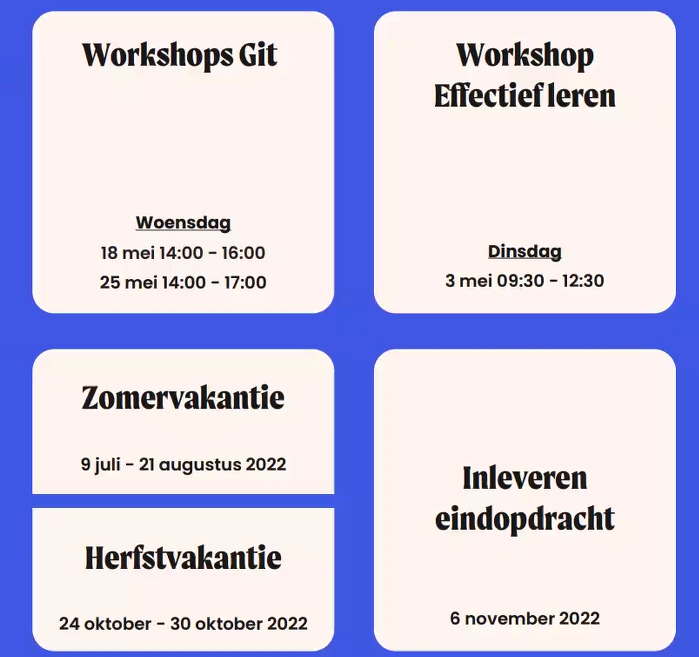 Workshops Git
Woensdag
18 mei 14:00 - 16:00
25 mei 14:00 - 17:00
Workshop
Effectief leren
Dinsdag
3 mei 09:30 - 12:30
Zomervakantie
9 juli - 21 augustus 2022
Herfstvakantie
24 oktober - 30 oktober 2022
Inleveren
eindopdracht
6 november 2022